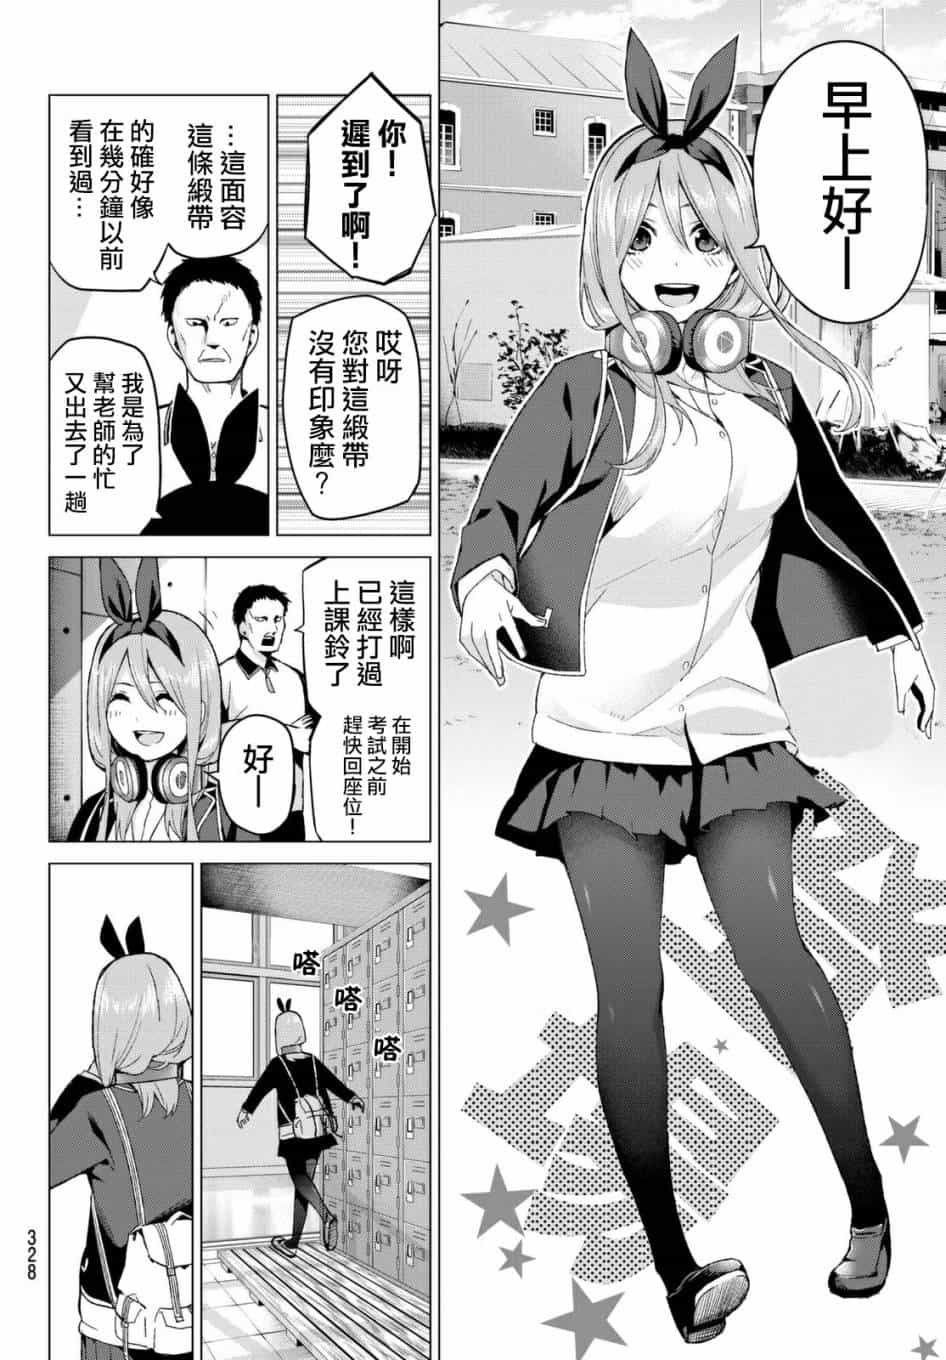 早上好ー
你！
遲到了啊！
哎呀
您對這緞帶
沒有印象麼？
…這面容
這條緞帶
的確好像
在幾分鐘以前
看到過…
我是為了
幫老師的忙
又出去了一趟
這樣啊
已經打過
上課鈴了
在開始
考試之前
趕快回座位！
好ー
嗒
嗒
嗒
328